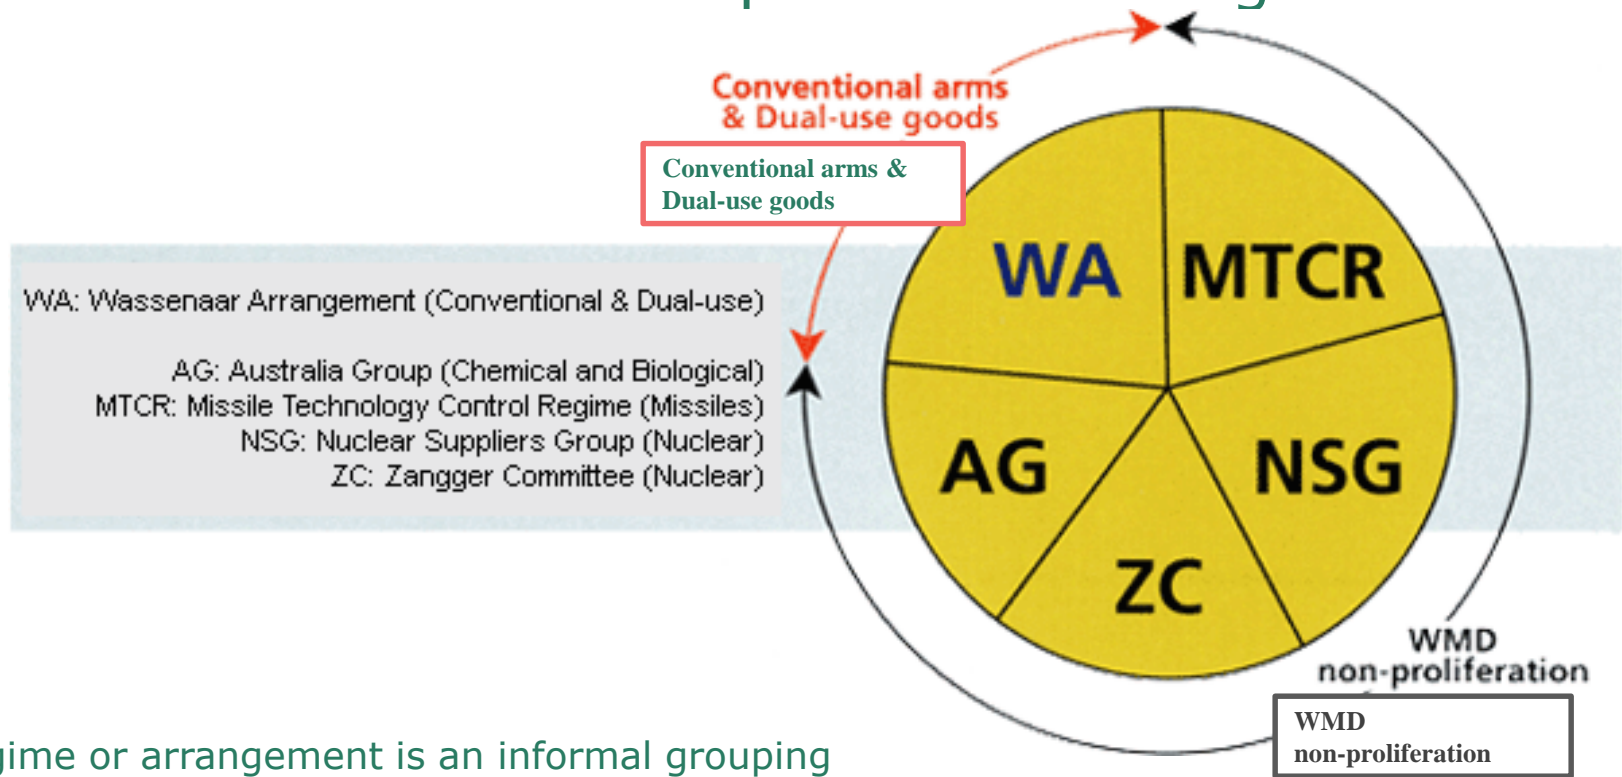 Conventional arms
& Dual-use goods
Conventional arms &
Dual-use goods
WA
MTCR
WA: Wassenaar Arrangement (Conventional & Dual-use)
AG: Australia Group (Chemical and Biological)
MTCR: Missile Technology Control Regime (Missiles)
NSG: Nuclear Suppliers Group (Nuclear)
ZC: Zangger Committee (Nuclear)
AG
NSG
ZC
WMD
non-proliferation
WMD
non-proliferation
gime or arrangement is an informal grouping